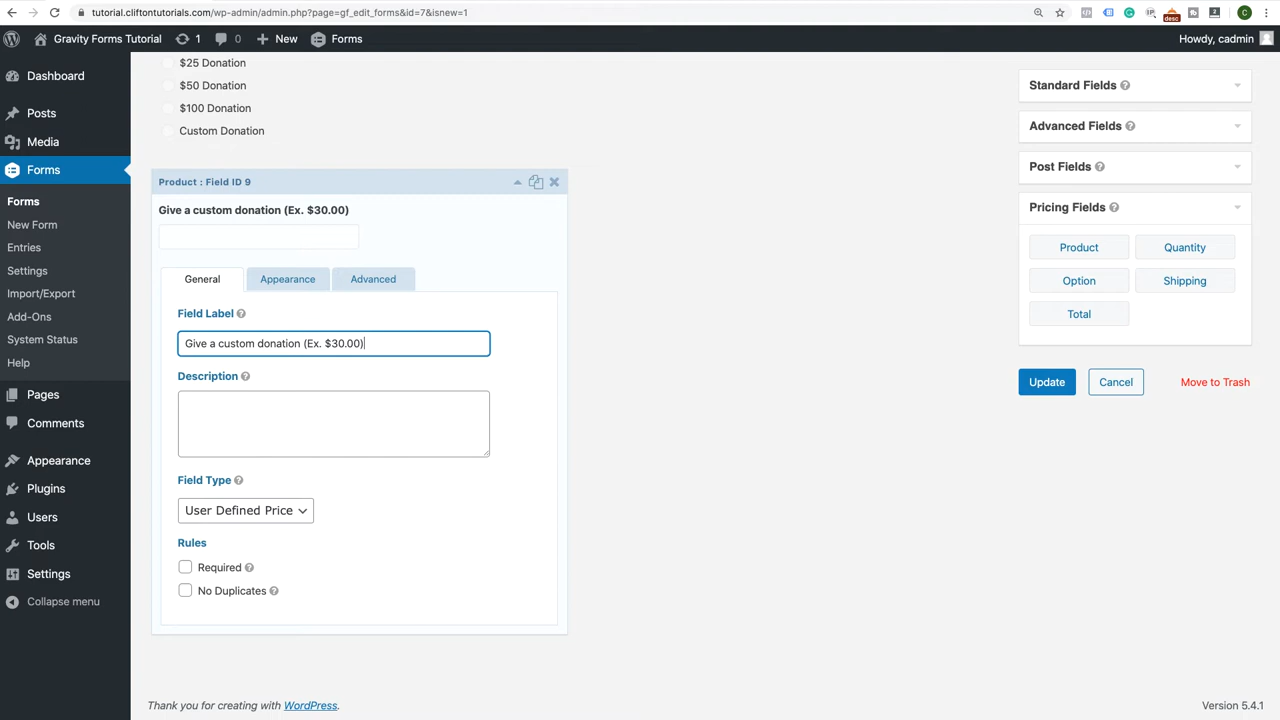 tutorial.cliftontutorials.com/wp-admin/admin.php?page=gf_edit_forms&id=7&isnew=1
desc
2
C
Gravity Forms Tutorial
1
0
New
Forms
Howdy, cadmin
Dashboard
Posts
Media
Forms
Forms
New Form
Entries
Settings
Import/Export
Add-Ons
System Status
Help
Pages
Comments
Appearance
Plugins
Users
Tools
Settings
Collapse menu
$25 Donation
$50 Donation
$100 Donation
Custom Donation
Product : Field ID 9
Give a custom donation (Ex. $30.00)
General
Appearance
Advanced
Field Label
Give a custom donation (Ex. $30.00)
Description
Field Type
User Defined Price
Rules
Required
No Duplicates
Standard Fields
Advanced Fields
Post Fields
Pricing Fields
Product
Quantity
Option
Shipping
Total
Update
Cancel
Move to Trash
Thank you for creating with WordPress.
Version 5.4.1